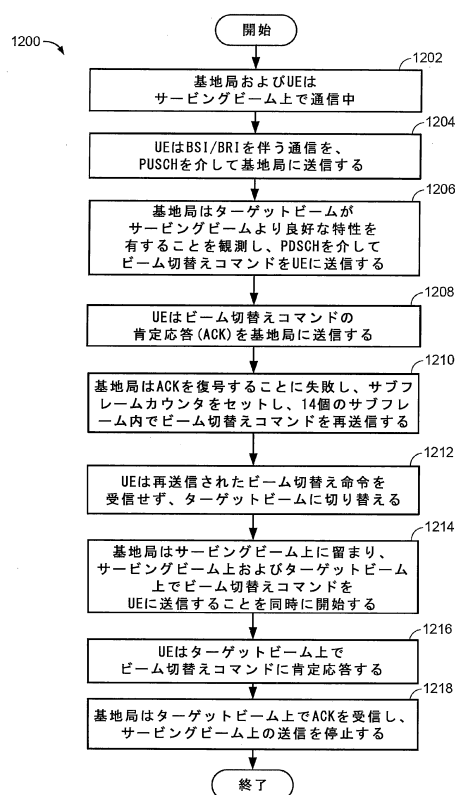 1200
開始
1202
基地局およびUEは
サービングビーム上で通信中
1204
UEはBSI/BRIを伴う通信を、
PUSCHを介して基地局に送信する
1206
基地局はターゲットビームが
サービングビームより良好な特性を
有することを観測し、PDSCHを介して
ビーム切替えコマンドをUEに送信する
1208
UEはビーム切替えコマンドの
肯定応答(ACK)を基地局に送信する
1210
基地局はACKを復号することに失敗し、サブフ
レームカウンタをセットし、14個のサブフレー
ム内でビーム切替えコマンドを再送信する
1212
UEは再送信されたビーム切替え命令を
受信せず、ターゲットビームに切り替える
1214
基地局はサービングビーム上に留まり、
サービングビーム上およびターゲットビーム
上でビーム切替えコマンドを
UEに送信することを同時に開始する
1216
UEはターゲットビーム上で
ビーム切替えコマンドに肯定応答する
1218
基地局はターゲットビーム上でACKを受信し、
サービングビーム上の送信を停止する
終了